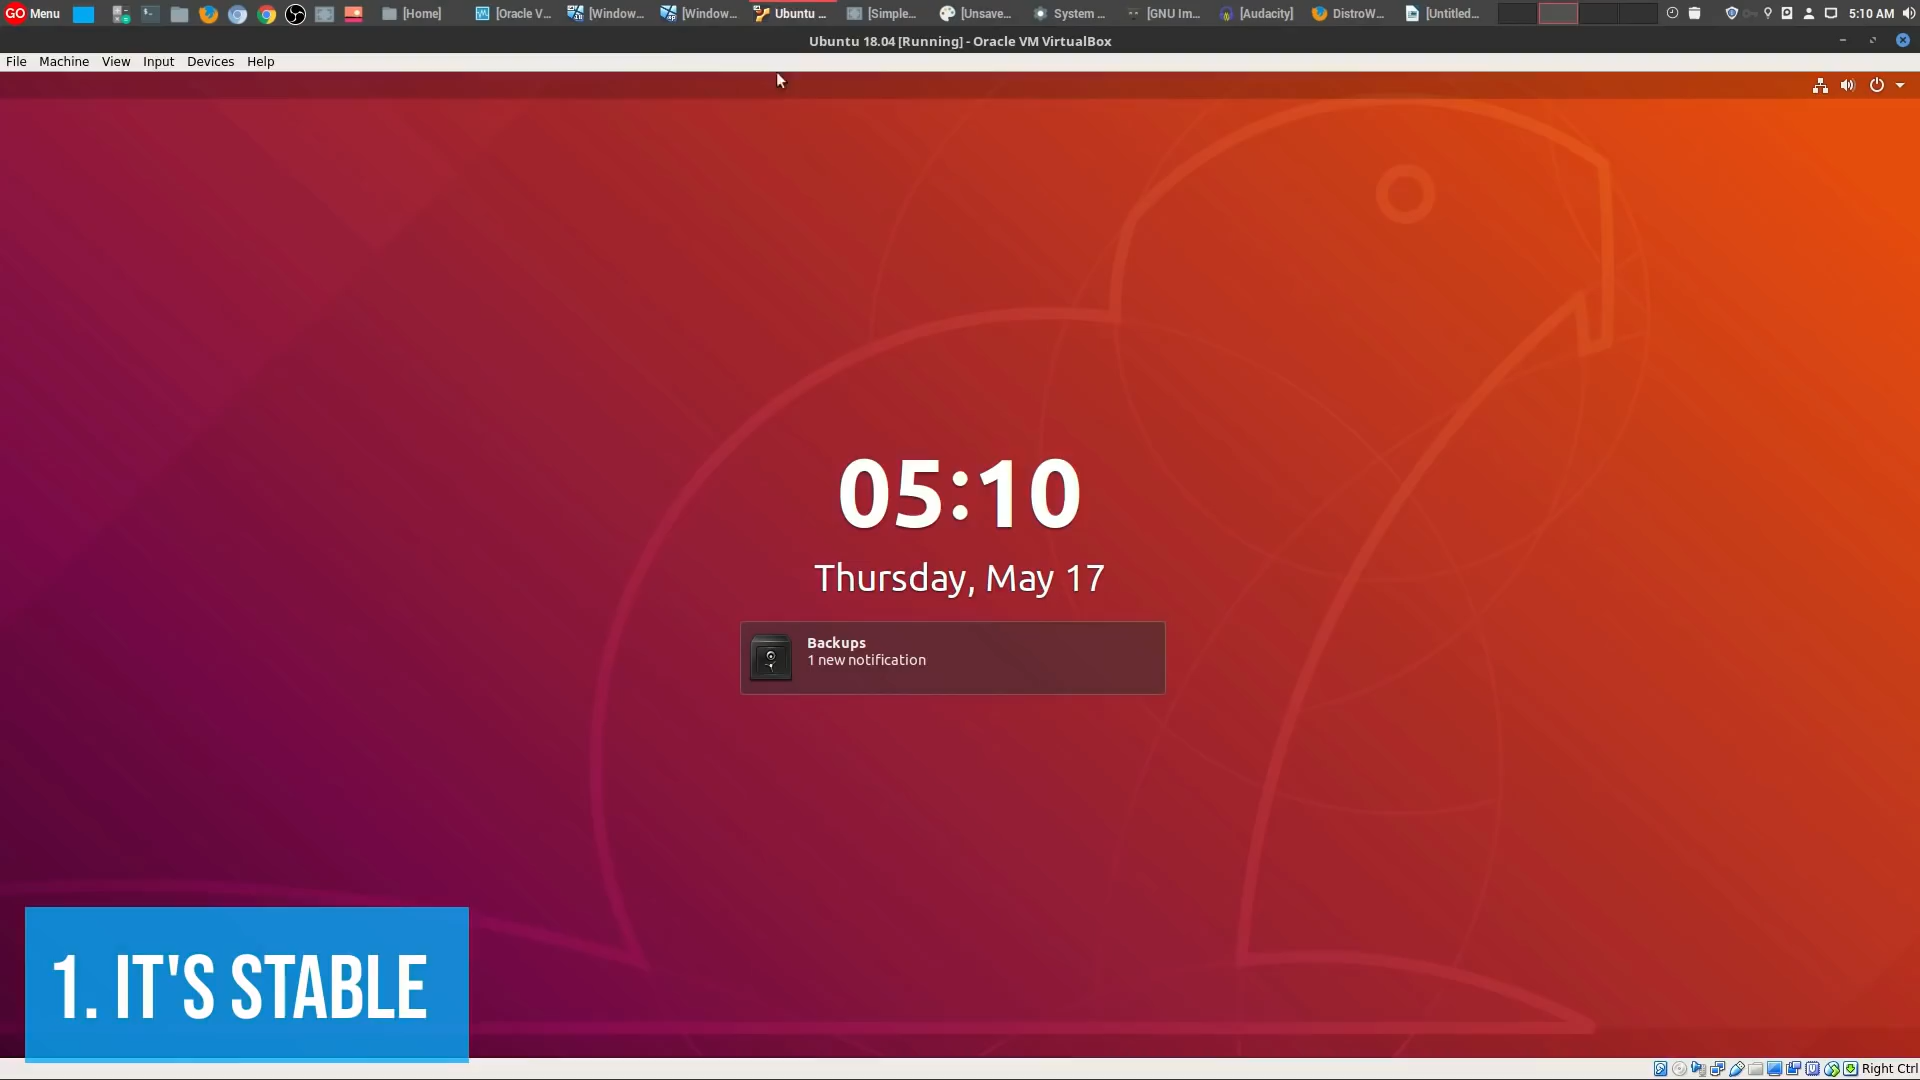 GO Menu [Home] [Oracle V... [Window... [Window... Ubuntu ... [Simple... [Unsave... System ... [GNU Im... [Audacity] DistroW... [Untitled... 5:10 AM
Ubuntu 18.04 [Running] - Oracle VM VirtualBox
File Machine View Input Devices Help
05:10
Thursday, May 17
Backups
1 new notification
1. IT'S STABLE
Right Ctrl